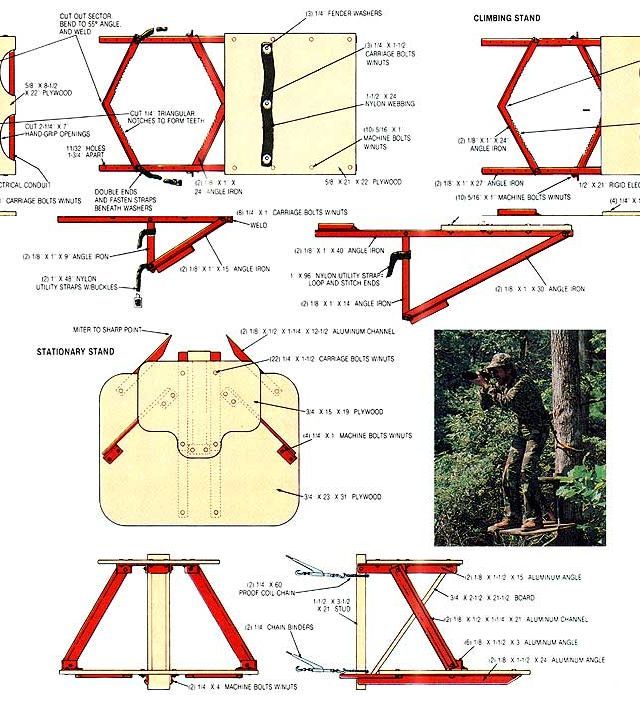 CLIMBING STAND
CUT OUT SECTOR,
BEND TO 55° ANGLE,
AND WELD
(3) 1/4 FENDER WASHERS
(3) 1/4 X 1-1/2
CARRIAGE BOLTS
W/NUTS
5/8 X 8-1/2
X 22 PLYWOOD
1-1/2 X 24
NYLON WEBBING
CUT 1/4 TRIANGULAR
NOTCHES TO FORM TEETH
CUT 2-1/4 X 7
HAND-GRIP OPENINGS
(10) 5/16 X 1
MACHINE BOLTS
W/NUTS
(2) 1/8 X 1 X 24
ANGLE IRON
11/32 HOLES
1-3/4 APART
CTRICAL CONDUIT
DOUBLE ENDS
AND FASTEN STRAPS
BENEATH WASHERS
(2) 1/8 X 1 X
24 ANGLE IRON
5/8 X 21 X 22 PLYWOOD
(2) 1/8 X 1 X 27 ANGLE IRON
1/2 X 21 RIGID ELEC
(10) 5/16 X 1 MACHINE BOLTS W/NUTS
CARRIAGE BOLTS W/NUTS
(8) 1/4 X 1 CARRIAGE BOLTS W/NUTS
(4) 1/4 X
WELD
(2) 1/8 X 1 X 9 ANGLE IRON
(2) 1/8 X 1 X 15 ANGLE IRON
(2) 1/8 X 1 X 40 ANGLE IRON
(2) 1 X 48 NYLON
UTILITY STRAPS W/BUCKLES
1 X 96 NYLON UTILITY STRAP-
LOOP AND STITCH ENDS
(2) 1/8 X 1 X 30 ANGLE IRON
(2) 1/8 X 1 X 14 ANGLE IRON
MITER TO SHARP POINT
(2) 1/8 X 1/2 X 1-1/4 X 12-1/2 ALUMINUM CHANNEL
STATIONARY STAND
(22) 1/4 X 1-1/2 CARRIAGE BOLTS W/NUTS
3/4 X 15 X 19 PLYWOOD
(4) 1/4 X 1 MACHINE BOLTS W/NUTS
3/4 X 23 X 31 PLYWOOD
(2) 1/4 X 60
PROOF COIL CHAIN
(2) 1/8 X 1-1/2 X 15 ALUMINUM ANGLE
1-1/2 X 3-1/2
X 21 STUD
3/4 X 2-1/2 X 21-1/2 BOARD
(2) 1/8 X 1/2 X 1-1/4 X 21 ALUMINUM CHANNEL
(2) 1/4 CHAIN BINDERS
(6) 1/8 X 1-1/2 X 3 ALUMINUM ANGLE
(2) 1/8 X 1-1/2 X 24 ALUMINUM ANGLE
(2) 1/4 X 4 MACHINE BOLTS W/NUTS